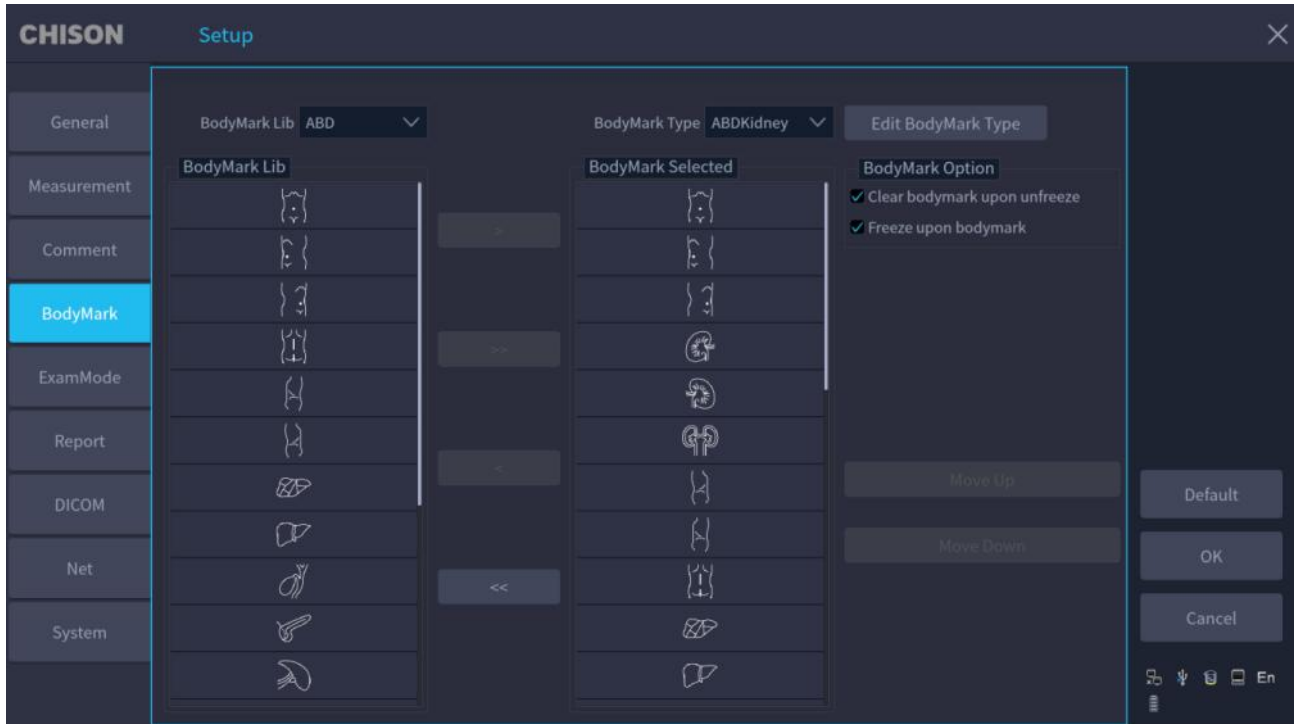 CHISON Setup
General
Measurement
Comment
BodyMark
ExamMode
Report
DICOM
Net
System
BodyMark Lib ABD
BodyMark Type ABDKidney
Edit BodyMark Type
BodyMark Lib
>
>>
<
<<
BodyMark Selected
BodyMark Option
Clear bodymark upon unfreeze
Freeze upon bodymark
Move Up
Move Down
Default
OK
Cancel
En